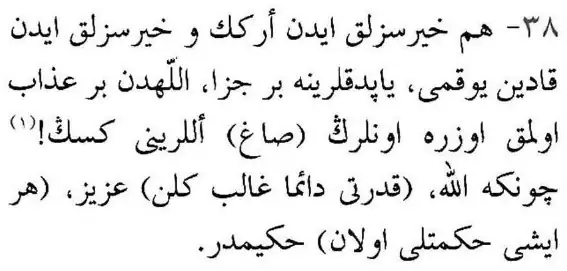 ٣٨- هم خيرسزلق ايدن أركك و خيرسزلق ايدن
قادين يوقمى، ياپدقلرينه بر جزا، اللّهدن بر عذاب
اولمق اوزره اونلرڭ (صاغ) أللرينى كسڭ!(١)
چونكه الله، (قدرتى دائما غالب كلن) عزيز، (هر
ايشى حكمتلى اولان) حكيمدر.